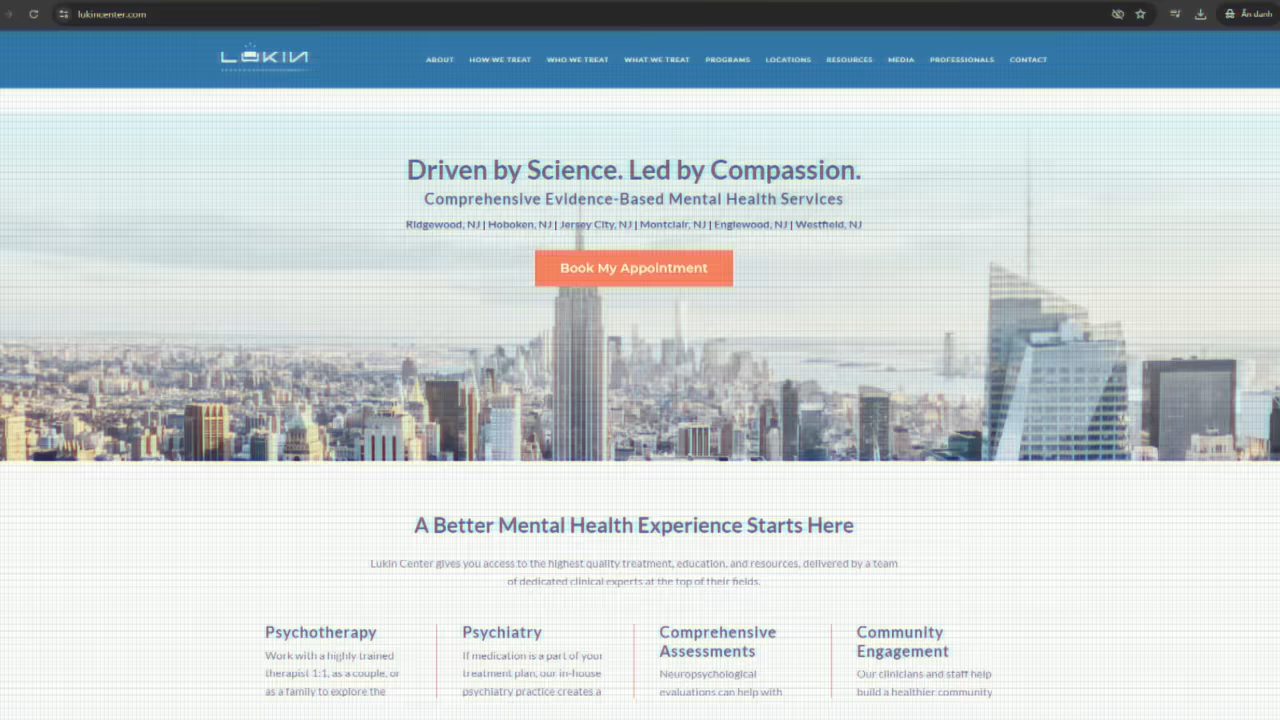 lukincenter.com
Ẩn danh
LUKIN
ABOUT HOW WE TREAT WHO WE TREAT WHAT WE TREAT PROGRAMS LOCATIONS RESOURCES MEDIA PROFESSIONALS CONTACT
Driven by Science. Led by Compassion.
Comprehensive Evidence-Based Mental Health Services
Ridgewood, NJ | Hoboken, NJ | Jersey City, NJ | Montclair, NJ | Englewood, NJ | Westfield, NJ
Book My Appointment
A Better Mental Health Experience Starts Here
Lukin Center gives you access to the highest quality treatment, education, and resources, delivered by a team
of dedicated clinical experts at the top of their fields.
Psychotherapy
Work with a highly trained
therapist 1:1, as a couple, or
as a family to explore the
Psychiatry
If medication is a part of your
treatment plan, our in-house
psychiatry practice creates a
Comprehensive
Assessments
Neuropsychological
evaluations can help with
Community
Engagement
Our clinicians and staff help
build a healthier community